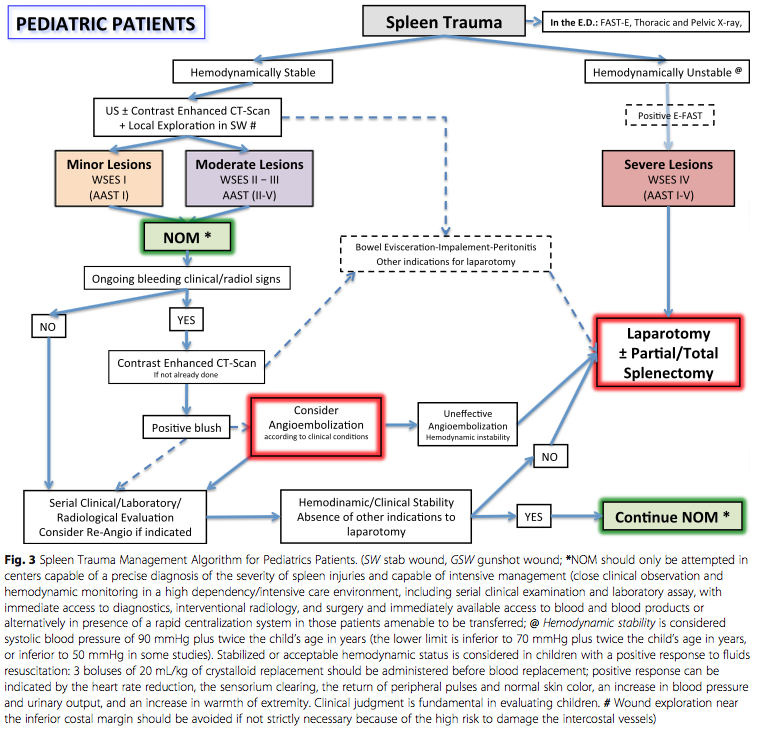 PEDIATRIC PATIENTS
Spleen Trauma
In the E.D.: FAST-E, Thoracic and Pelvic X-ray,
Hemodynamically Stable
Hemodynamically Unstable @
US ± Contrast Enhanced CT-Scan
+ Local Exploration in SW #
Positive E-FAST
Minor Lesions
WSES I
(AAST I)
Moderate Lesions
WSES II – III
AAST (II-V)
Severe Lesions
WSES IV
(AAST I-V)
NOM *
Bowel Evisceration-Impalement-Peritonitis
Other indications for laparotomy
Ongoing bleeding clinical/radiol signs
NO
YES
Laparotomy
± Partial/Total
Splenectomy
Contrast Enhanced CT-Scan
If not already done
Positive blush
Consider
Angioembolization
according to clinical conditions
Uneffective
Angioembolization
Hemodynamic instability
NO
Serial Clinical/Laboratory/
Radiological Evaluation
Consider Re-Angio if indicated
Hemodinamic/Clinical Stability
Absence of other indications to
laparotomy
YES
Continue NOM *
Fig. 3 Spleen Trauma Management Algorithm for Pediatrics Patients. (SW stab wound, GSW gunshot wound; *NOM should only be attempted in
centers capable of a precise diagnosis of the severity of spleen injuries and capable of intensive management (close clinical observation and
hemodynamic monitoring in a high dependency/intensive care environment, including serial clinical examination and laboratory assay, with
immediate access to diagnostics, interventional radiology, and surgery and immediately available access to blood and blood products or
alternatively in presence of a rapid centralization system in those patients amenable to be transferred; @ Hemodynamic stability is considered
systolic blood pressure of 90 mmHg plus twice the child's age in years (the lower limit is inferior to 70 mmHg plus twice the child's age in years,
or inferior to 50 mmHg in some studies). Stabilized or acceptable hemodynamic status is considered in children with a positive response to fluids
resuscitation: 3 boluses of 20 mL/kg of crystalloid replacement should be administered before blood replacement; positive response can be
indicated by the heart rate reduction, the sensorium clearing, the return of peripheral pulses and normal skin color, an increase in blood pressure
and urinary output, and an increase in warmth of extremity. Clinical judgment is fundamental in evaluating children. # Wound exploration near
the inferior costal margin should be avoided if not strictly necessary because of the high risk to damage the intercostal vessels)